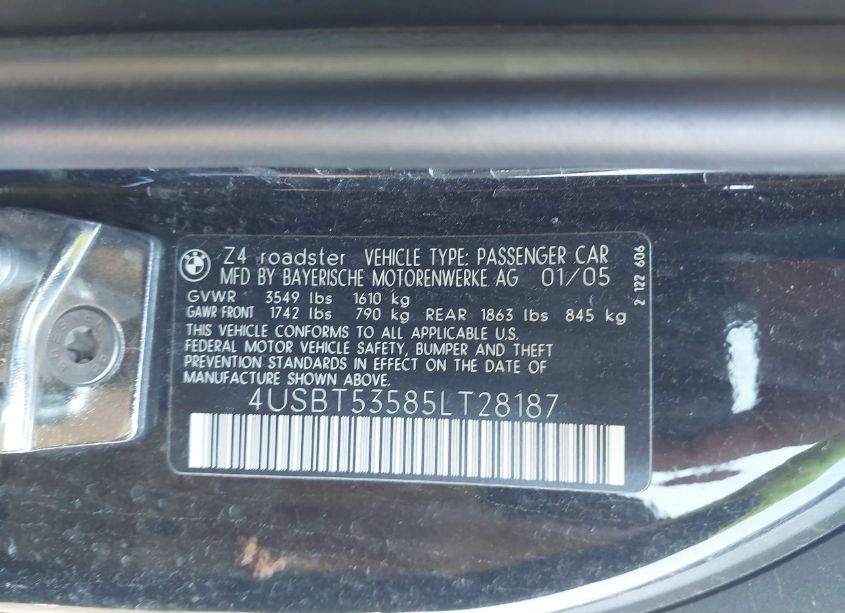 Z4 roadster VEHICLE TYPE: PASSENGER CAR
MFD BY BAYERISCHE MOTORENWERKE AG 01/05
GVWR 3549 lbs 1610 kg
GAWR FRONT 1742 lbs 790 kg REAR 1863 lbs 845 kg
THIS VEHICLE CONFORMS TO ALL APPLICABLE U.S.
FEDERAL MOTOR VEHICLE SAFETY, BUMPER AND THEFT
PREVENTION STANDARDS IN EFFECT ON THE DATE OF
MANUFACTURE SHOWN ABOVE:
4USBT53585LT28187
2 122 606